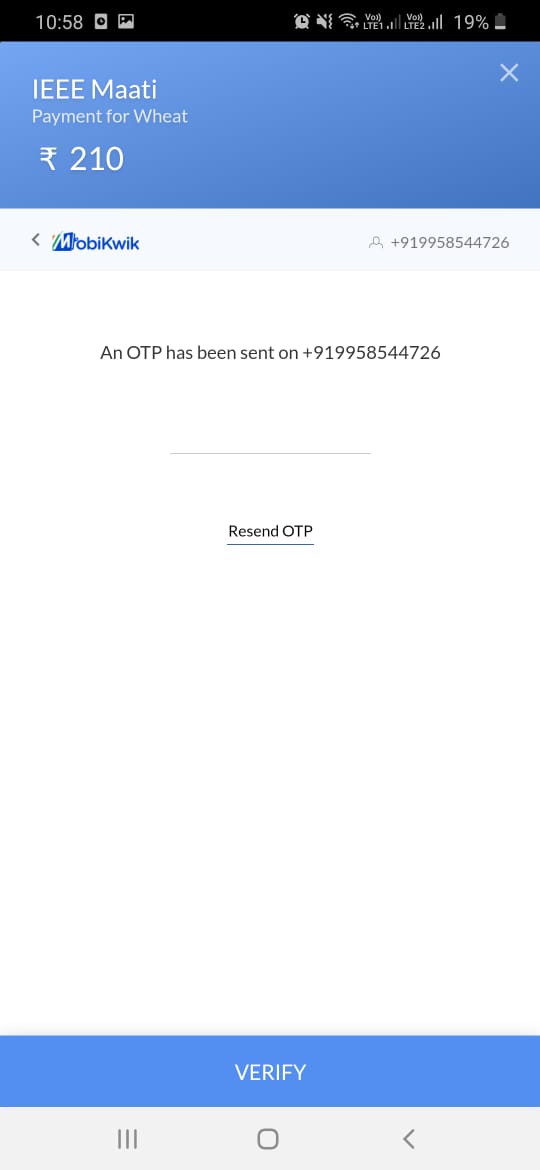 10:58 Vo)) LTE1 Vo)) LTE2 19%
IEEE Maati
Payment for Wheat
₹ 210
MobiKwik +919958544726
An OTP has been sent on +919958544726
Resend OTP
VERIFY